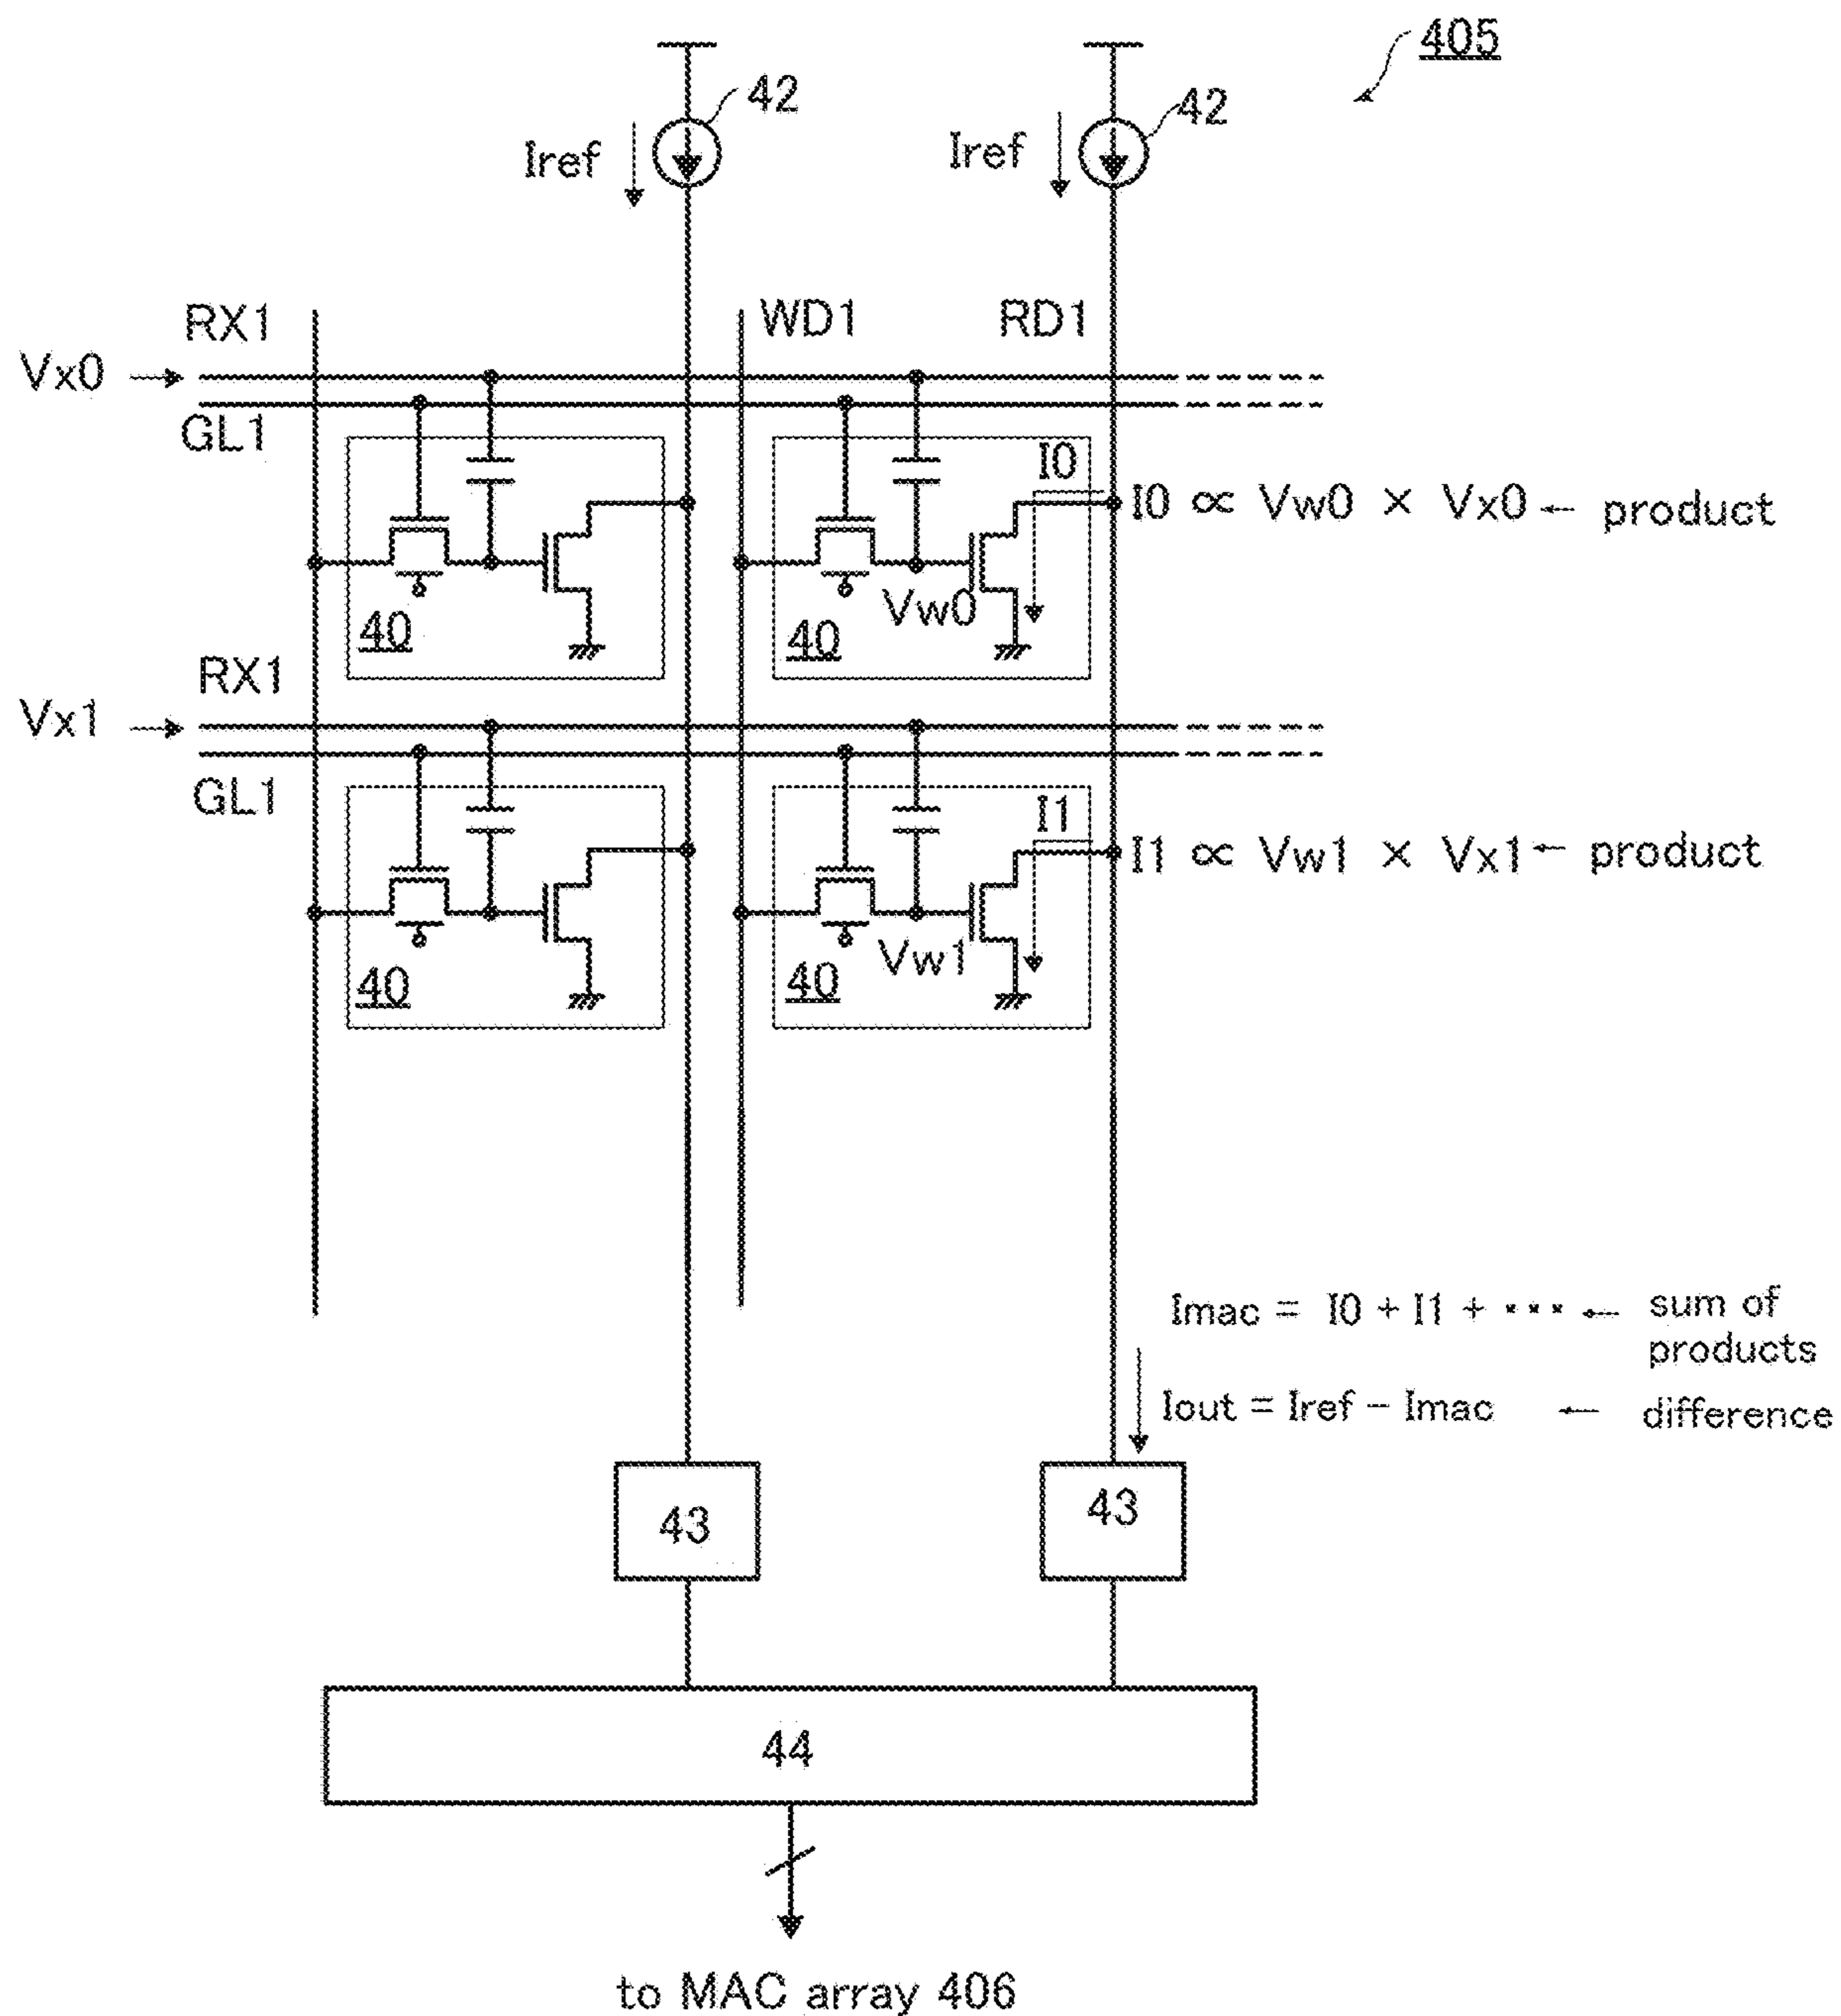 405
42
42
Iref
Iref
RX1
WD1
RD1
Vx0
GL1
I0
I0 ∝ Vw0 × Vx0 ← product
Vw0
40
40
RX1
Vx1
GL1
I1
I1 ∝ Vw1 × Vx1 ← product
Vw1
40
40
Imac = I0 + I1 + ··· ← sum of
products
Iout = Iref − Imac ← difference
43
43
44
to MAC array 406